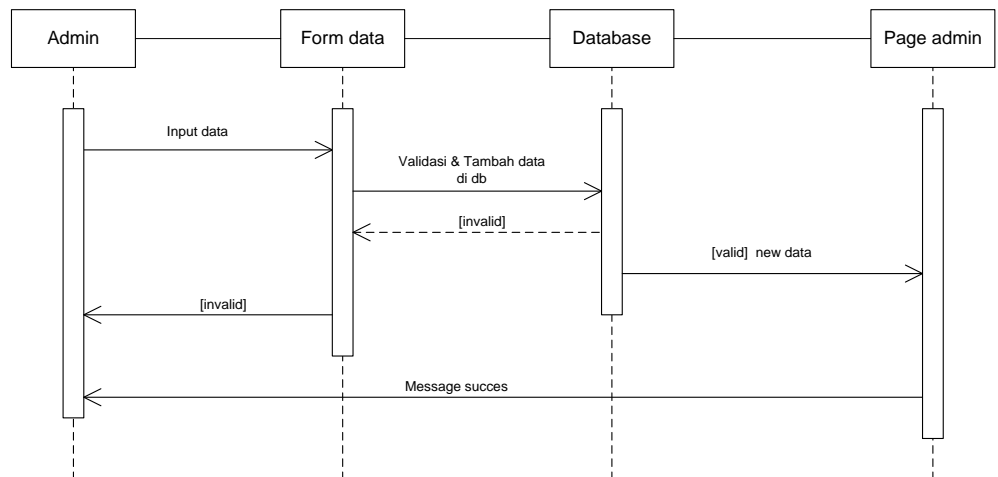 Admin
Form data
Database
Page admin
Input data
Validasi & Tambah data
di db
[invalid]
[valid] new data
[invalid]
Message succes